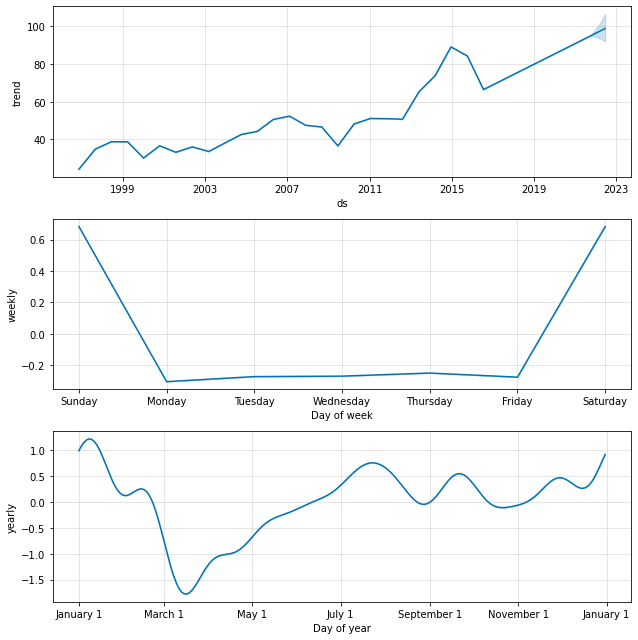 trend
100
80
60
40
1999
2003
2007
2011
2015
2019
2023
ds
weekly
0.6
0.4
0.2
0.0
−0.2
Sunday
Monday
Tuesday
Wednesday
Thursday
Friday
Saturday
Day of week
yearly
1.0
0.5
0.0
−0.5
−1.0
−1.5
January 1
March 1
May 1
July 1
September 1
November 1
January 1
Day of year